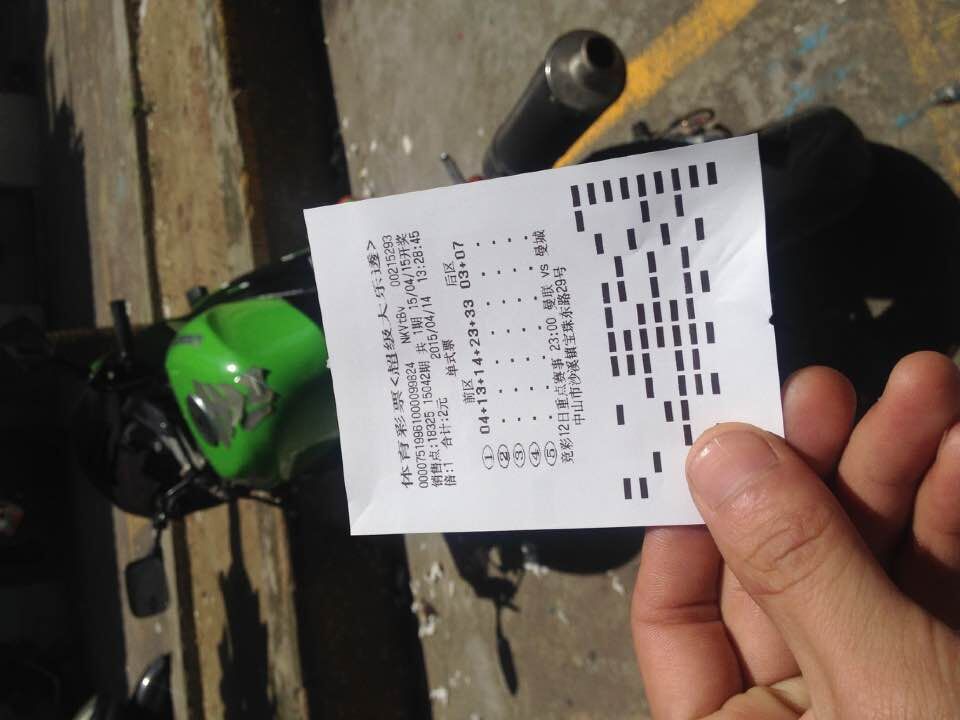 体育彩票<超级大乐透>
0000751996100099824 NKVtBv 00215293
销售点:18325 15042期 共 1期 15/04/15开奖
倍:1 合计:2元 2015/04/14 13:28:45
单式票
前区 后区
① 04+13+14+23+33 03+07
② . . . . . . .
③ . . . . . . .
④ . . . . . . .
⑤ . . . . . . .
竞彩12日重点赛事 23:00 曼联 VS 曼城
中山市沙溪镇宝珠东路29号